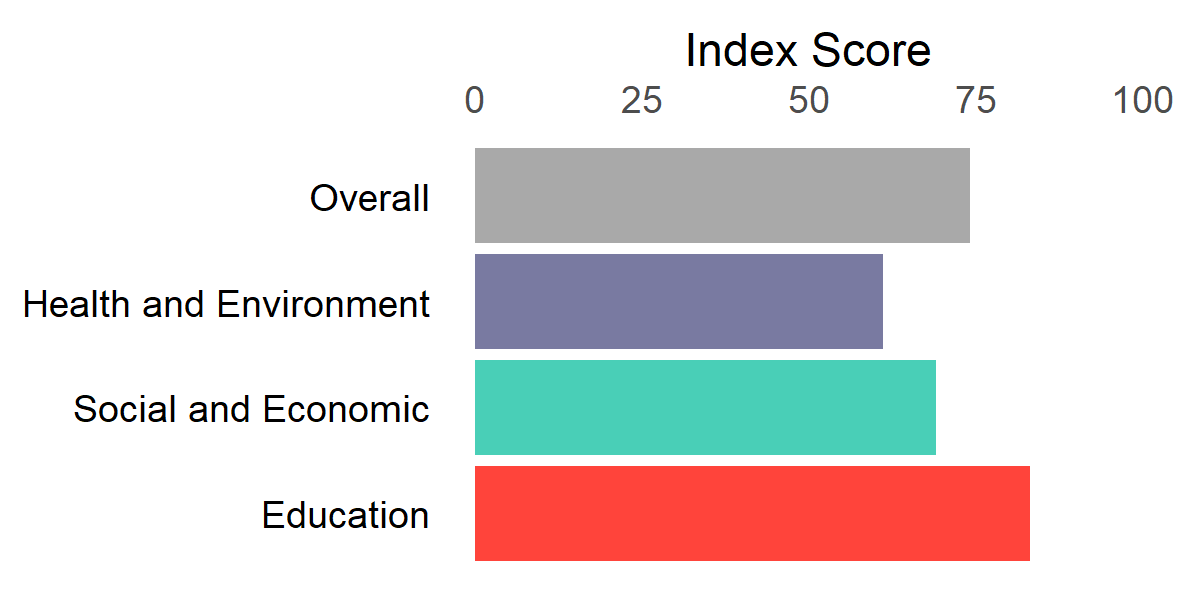 Index Score
0 25 50 75 100
Overall
Health and Environment
Social and Economic
Education